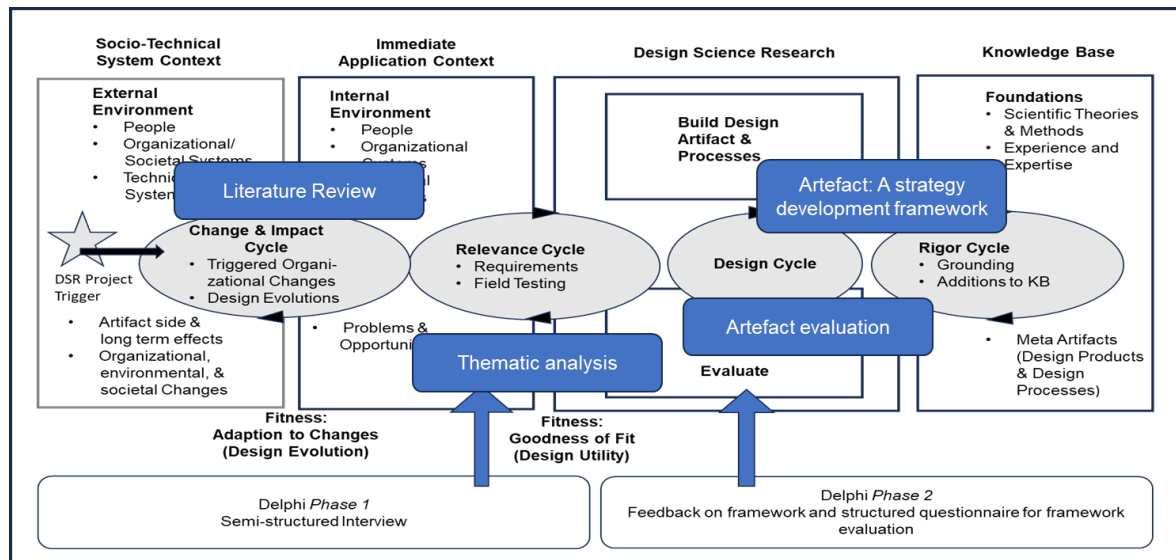 Socio-Technical
System Context
External
Environment
• People
• Organizational/
Societal Systems
• Technic
System
DSR Project
Trigger
Change & Impact
Cycle
• Triggered Organi-
zational Changes
• Design Evolutions
• Artifact side &
long term effects
• Organizational,
environmental, &
societal Changes
Literature Review
Immediate
Application Context
Internal
Environment
• People
• Organizational
Relevance Cycle
• Requirements
• Field Testing
• Problems &
Opportuni
Thematic analysis
Fitness:
Adaption to Changes
(Design Evolution)
Design Science Research
Build Design
Artifact &
Processes
Artefact: A strategy
development framework
Design Cycle
Artefact evaluation
Evaluate
Fitness:
Goodness of Fit
(Design Utility)
Knowledge Base
Foundations
• Scientific Theories
& Methods
• Experience and
Expertise
Rigor Cycle
• Grounding
• Additions to KB
• Meta Artifacts
(Design Products
& Design
Processes)
Delphi Phase 1
Semi-structured Interview
Delphi Phase 2
Feedback on framework and structured questionnaire for framework
evaluation